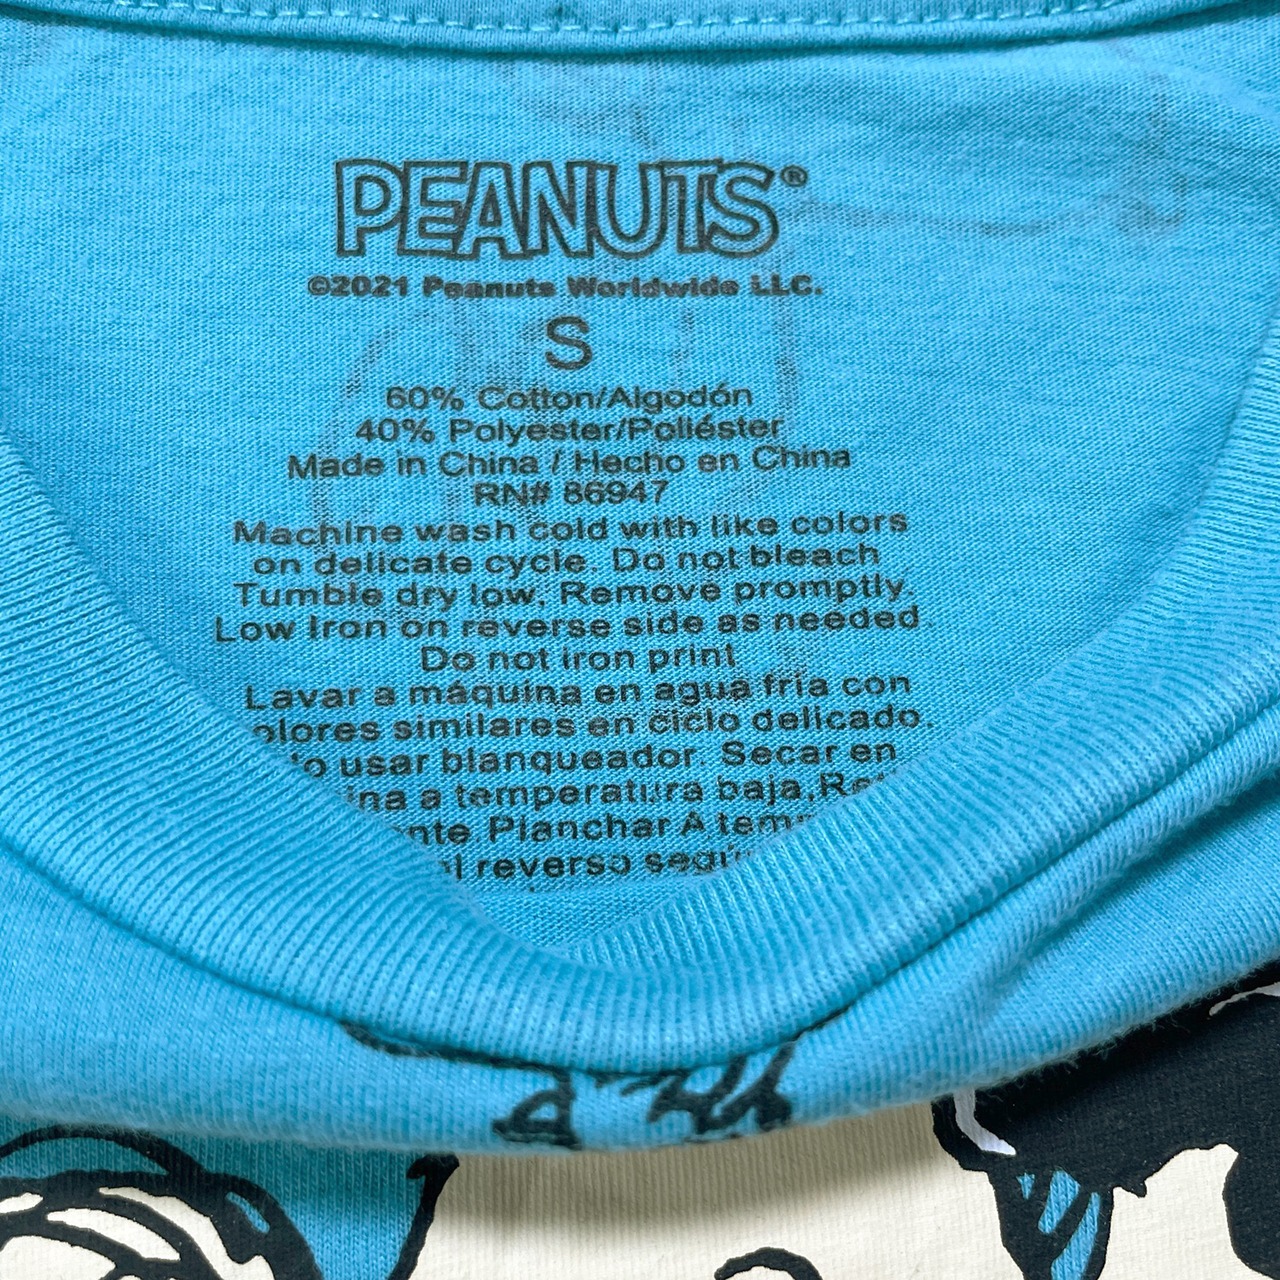 PEANUTS®
©2021 Peanuts Worldwide LLC.
S
60% Cotton/Algodón
40% Polyester/Poliéster
Made in China / Hecho en China
RN# 86947
Machine wash cold with like colors
on delicate cycle. Do not bleach
Tumble dry low, Remove promptly.
Low Iron on reverse side as needed.
Do not iron print
Lavar a máquina en agua fría con
similares en ciclo delicado.
usar blanqueador. Secar en
a temperatura baja,
Planchar A
reverso